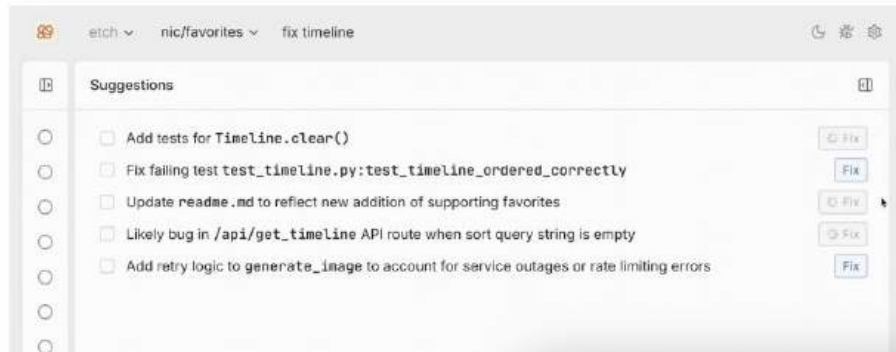 etch nic/favorites fix timeline
Suggestions
Add tests for Timeline.clear() Fix
Fix failing test test_timeline.py:test_timeline_ordered_correctly Fix
Update readme.md to reflect new addition of supporting favorites Fix
Likely bug in /api/get_timeline API route when sort query string is empty Fix
Add retry logic to generate_image to account for service outages or rate limiting errors Fix